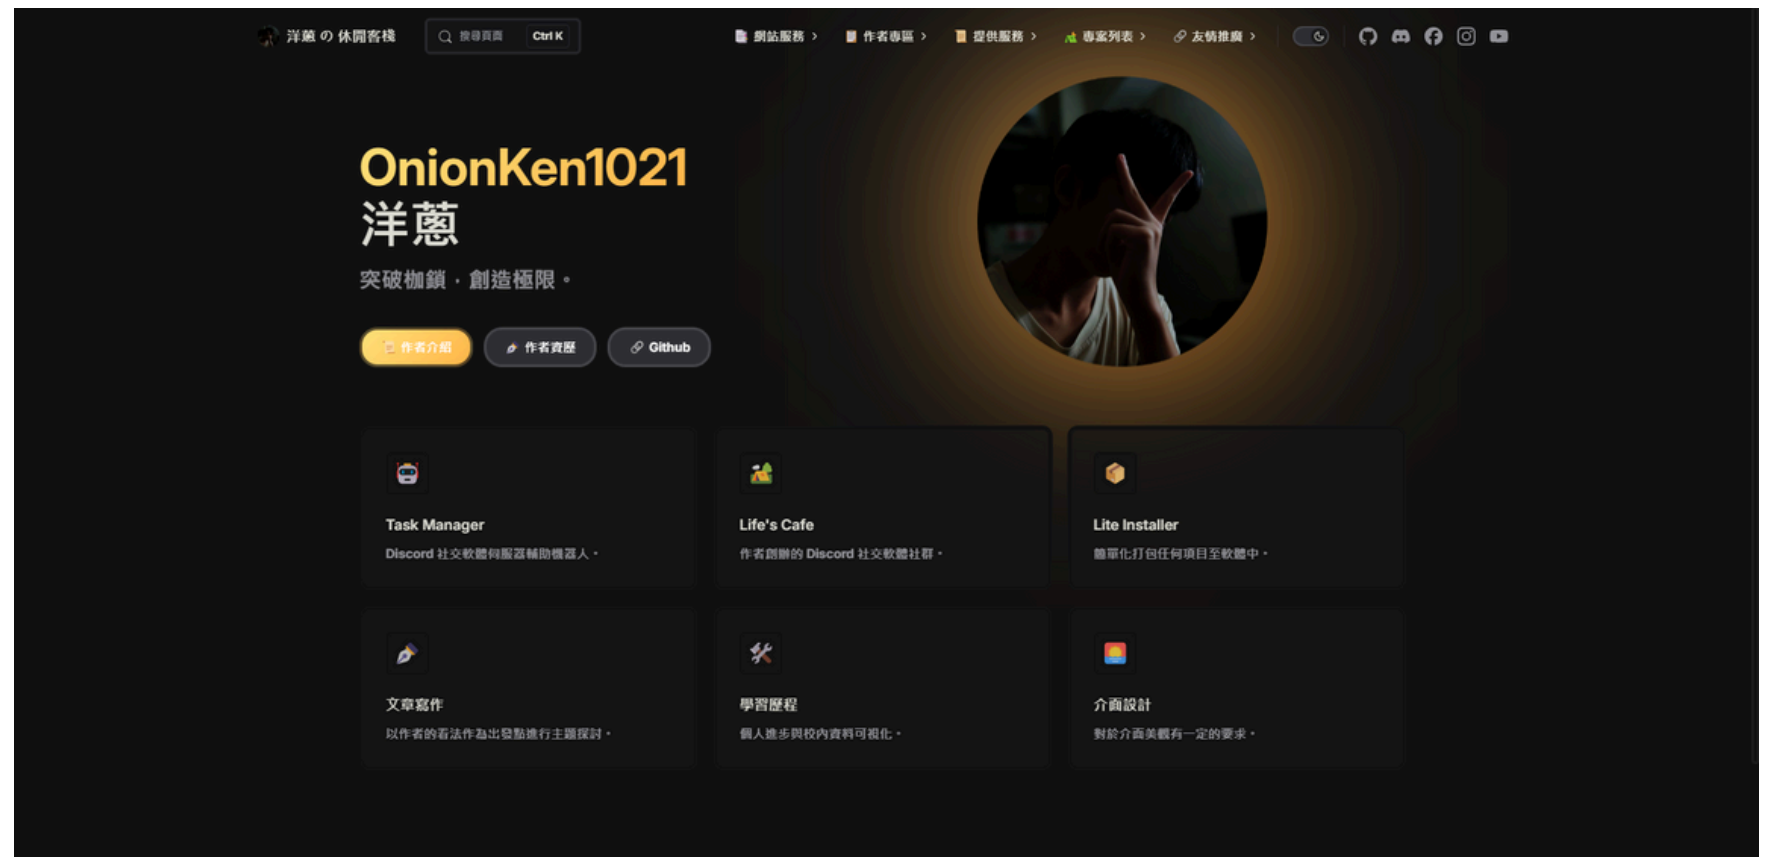 洋蔥 の 休閒客棧
搜尋頁面 Ctrl K
網站服務
作者專區
提供服務
專案列表
友情推廣
OnionKen1021
洋蔥
突破枷鎖，創造極限。
作者介紹
作者資歷
Github
Task Manager
Discord 社交軟體伺服器輔助機器人。
Life's Cafe
作者創辦的 Discord 社交軟體社群。
Lite Installer
簡單化打包任何項目至軟體中。
文章寫作
以作者的看法作為出發點進行主題探討。
學習歷程
個人進步與校內資料可視化。
介面設計
對於介面美觀有一定的要求。